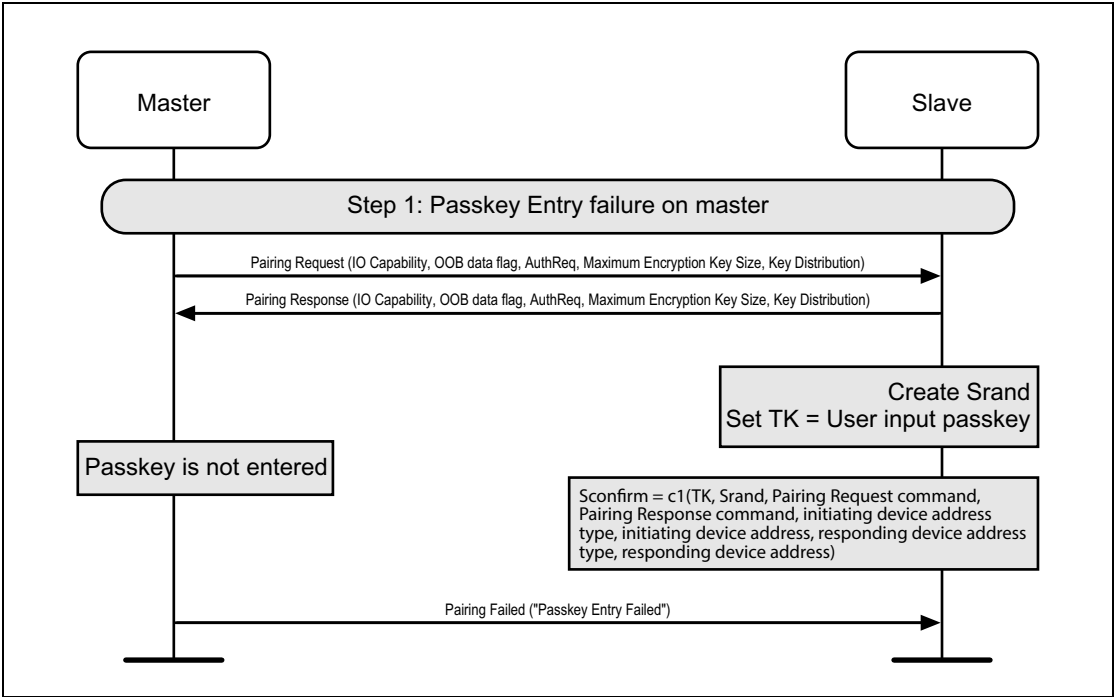 Master
Slave
Step 1: Passkey Entry failure on master
Pairing Request (IO Capability, OOB data flag, AuthReq, Maximum Encryption Key Size, Key Distribution)
Pairing Response (IO Capability, OOB data flag, AuthReq, Maximum Encryption Key Size, Key Distribution)
Create Srand
Set TK = User input passkey
Passkey is not entered
Sconfirm = c1(TK, Srand, Pairing Request command,
Pairing Response command, initiating device address
type, initiating device address, responding device address
type, responding device address)
Pairing Failed ("Passkey Entry Failed")